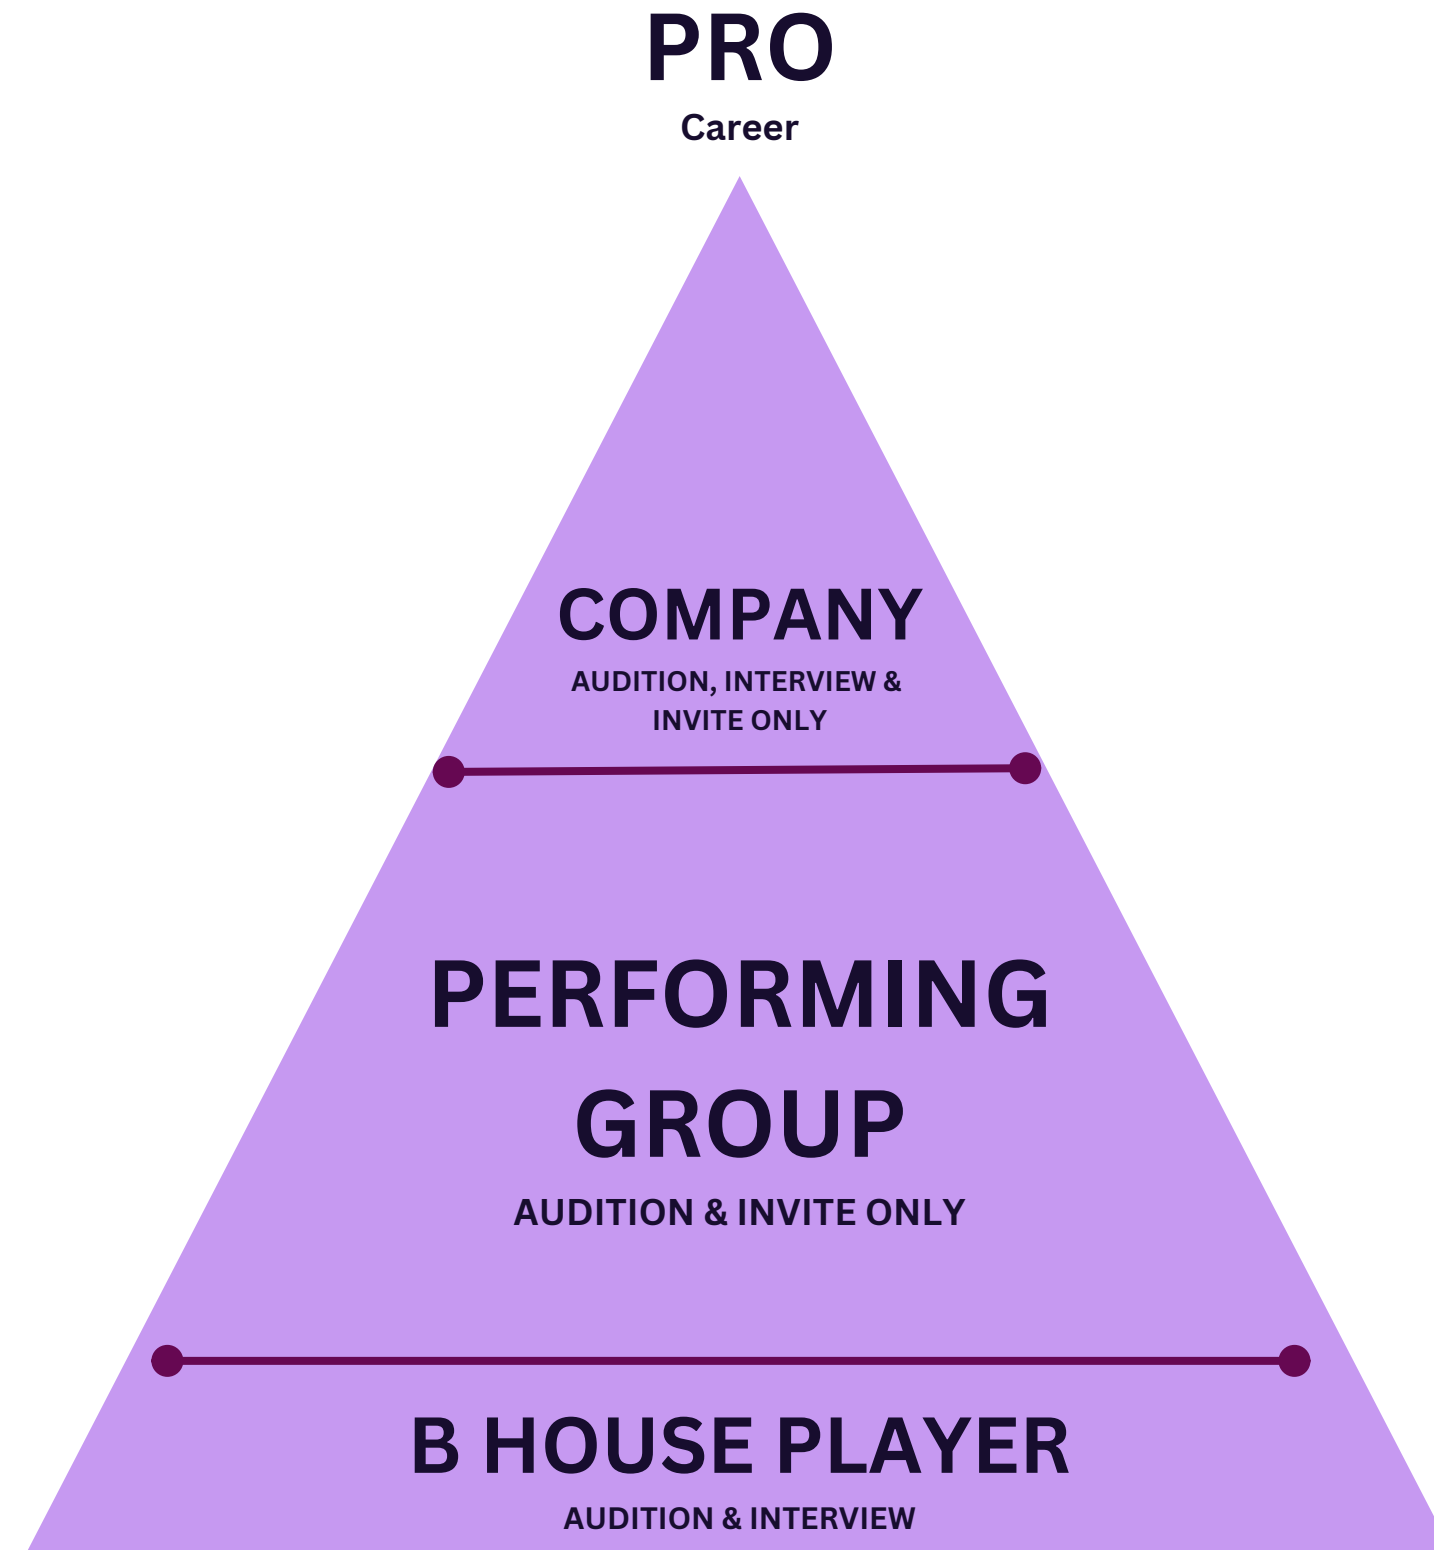 PRO
Career
COMPANY
AUDITION, INTERVIEW &
INVITE ONLY
PERFORMING
GROUP
AUDITION & INVITE ONLY
B HOUSE PLAYER
AUDITION & INTERVIEW